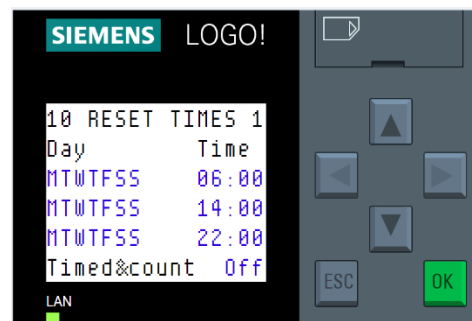 SIEMENS LOGO!
10 RESET TIMES 1
Day Time
MTWTFSS 06:00
MTWTFSS 14:00
MTWTFSS 22:00
Timed&count Off
LAN
ESC OK